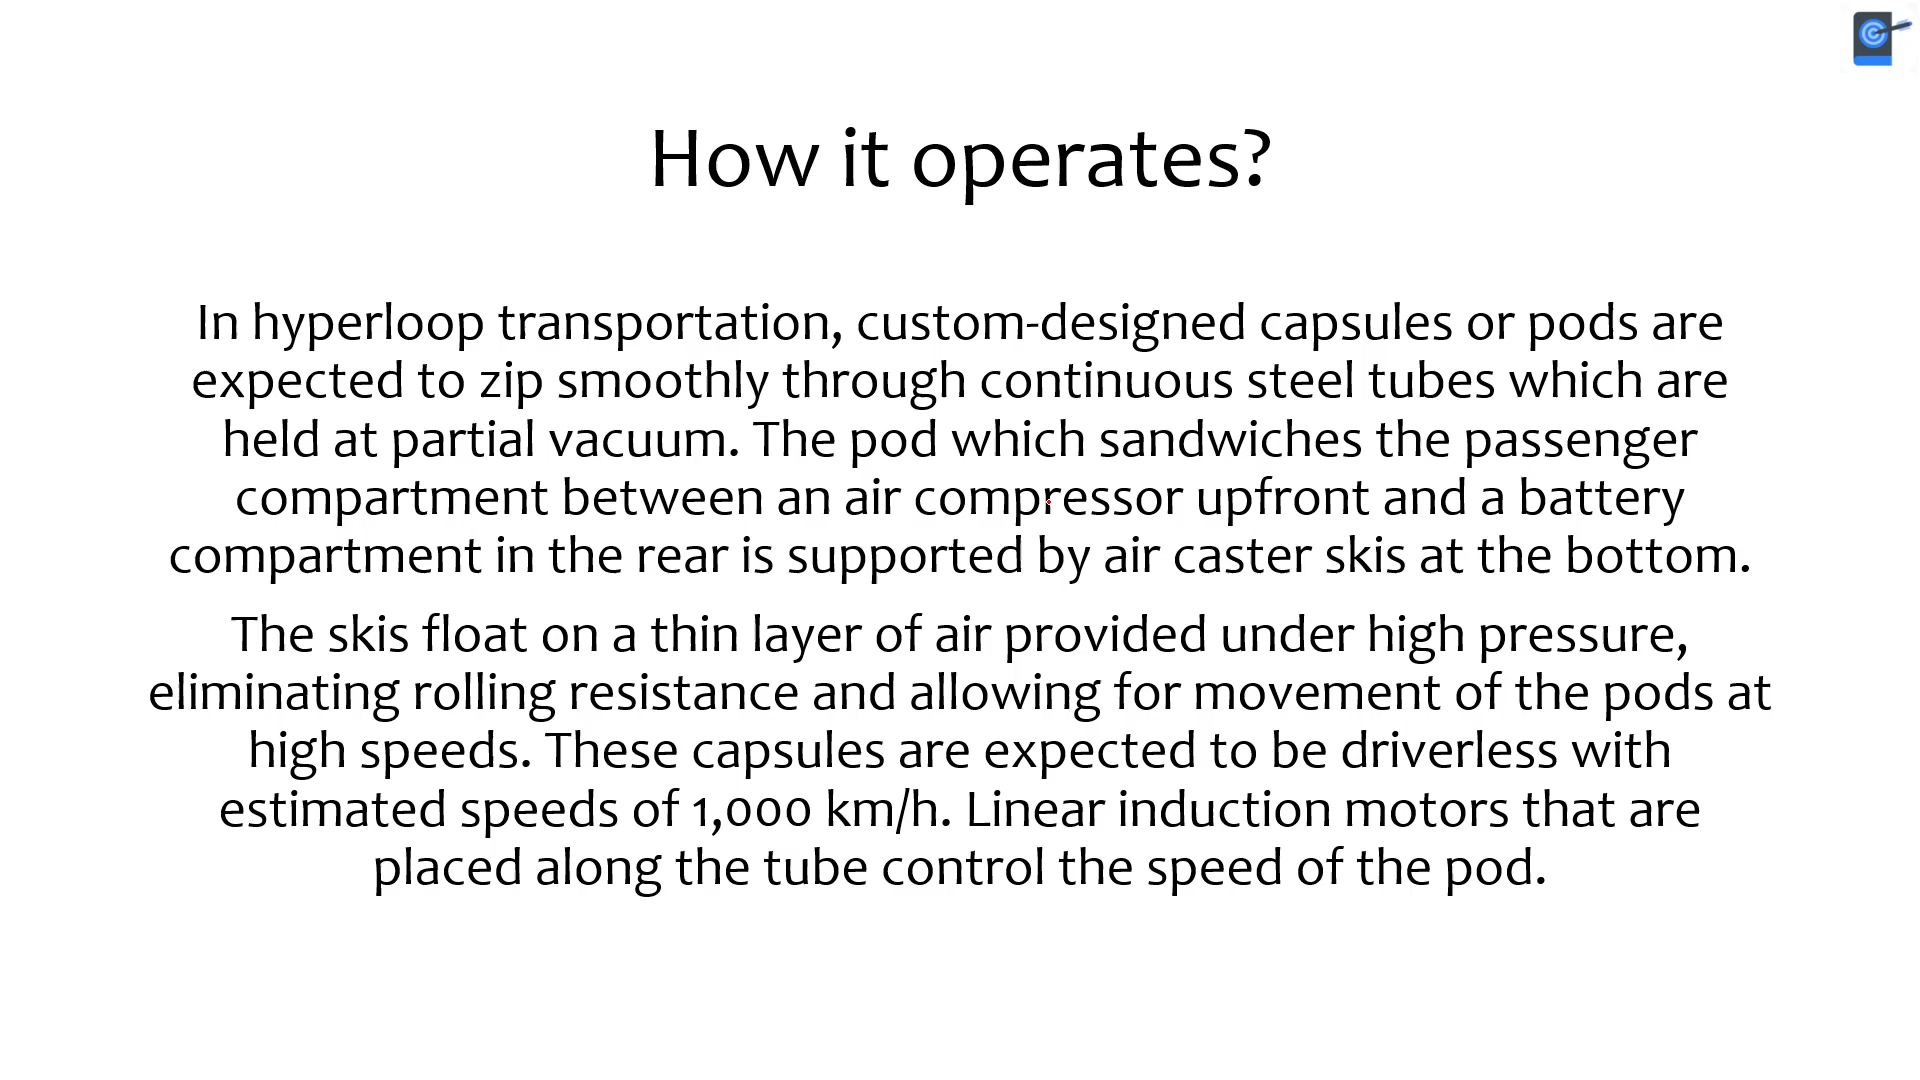 How it operates?
In hyperloop transportation, custom-designed capsules or pods are
expected to zip smoothly through continuous steel tubes which are
held at partial vacuum. The pod which sandwiches the passenger
compartment between an air compressor upfront and a battery
compartment in the rear is supported by air caster skis at the bottom.
The skis float on a thin layer of air provided under high pressure,
eliminating rolling resistance and allowing for movement of the pods at
high speeds. These capsules are expected to be driverless with
estimated speeds of 1,000 km/h. Linear induction motors that are
placed along the tube control the speed of the pod.